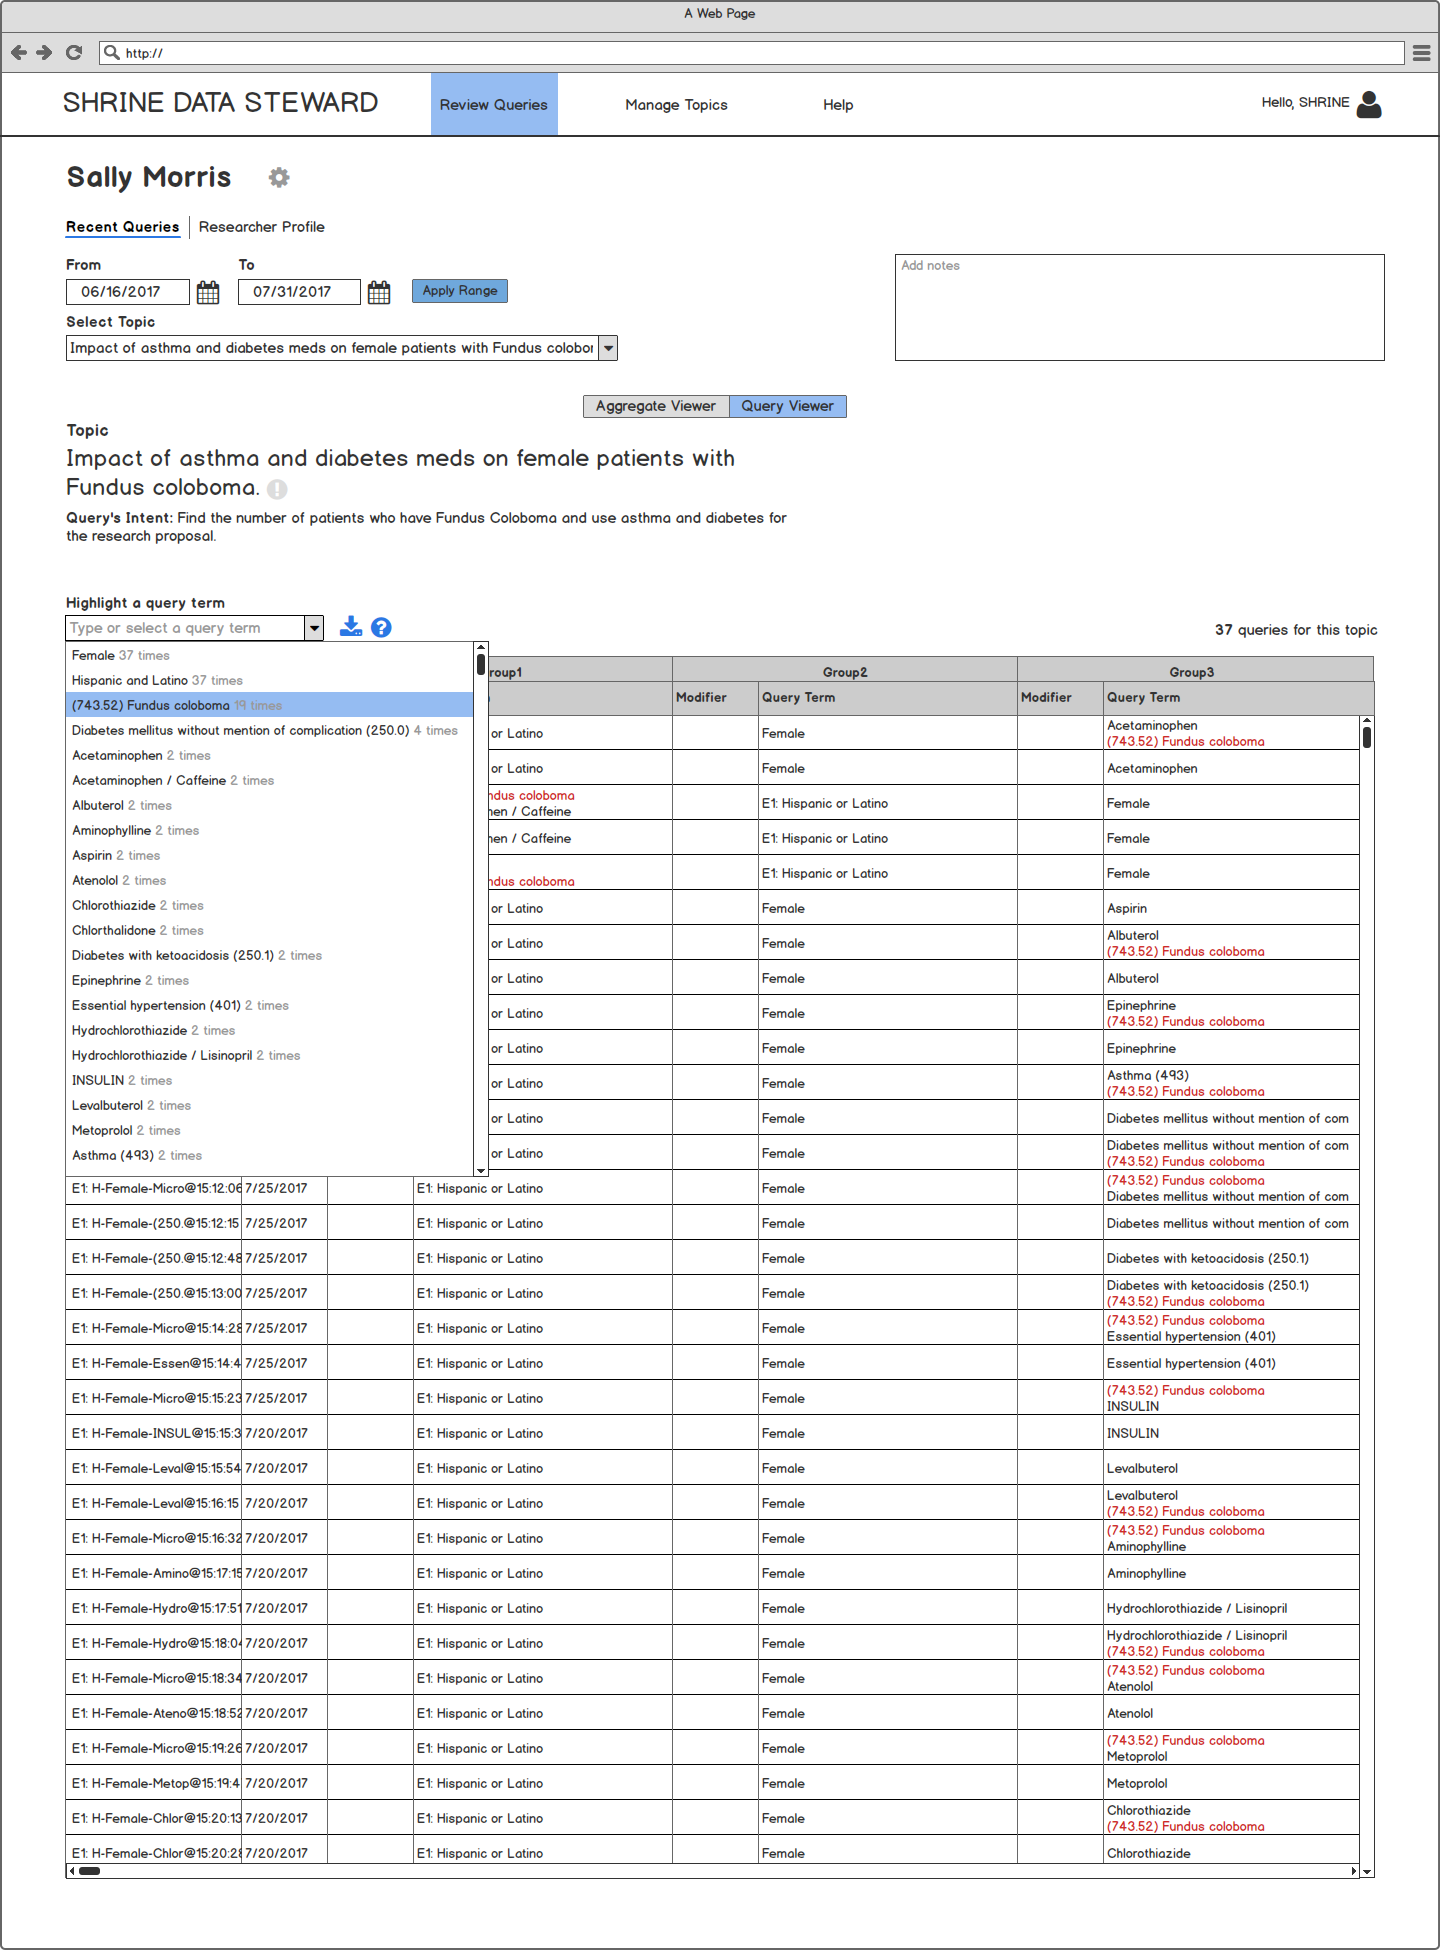 A Web Page
http://
SHRINE DATA STEWARD
Review Queries
Manage Topics
Help
Hello, SHRINE
Sally Morris
Recent Queries
Researcher Profile
From
To
06/16/2017
07/31/2017
Apply Range
Add notes
Select Topic
Impact of asthma and diabetes meds on female patients with Fundus colobor
Aggregate Viewer
Query Viewer
Topic
Impact of asthma and diabetes meds on female patients with
Fundus coloboma.
Query's Intent: Find the number of patients who have Fundus Coloboma and use asthma and diabetes for
the research proposal.
Highlight a query term
Type or select a query term
37 queries for this topic
Female 37 times
Hispanic and Latino 37 times
(743.52) Fundus coloboma 19 times
Diabetes mellitus without mention of complication (250.0) 4 times
Acetaminophen 2 times
Acetaminophen / Caffeine 2 times
Albuterol 2 times
Aminophylline 2 times
Aspirin 2 times
Atenolol 2 times
Chlorothiazide 2 times
Chlorthalidone 2 times
Diabetes with ketoacidosis (250.1) 2 times
Epinephrine 2 times
Essential hypertension (401) 2 times
Hydrochlorothiazide 2 times
Hydrochlorothiazide / Lisinopril 2 times
INSULIN 2 times
Levalbuterol 2 times
Metoprolol 2 times
Asthma (493) 2 times
roup1 Group2 Group3
Modifier Query Term Modifier Query Term
or Latino Female Acetaminophen
(743.52) Fundus coloboma
or Latino Female Acetaminophen
ndus coloboma
nen / Caffeine E1: Hispanic or Latino Female
nen / Caffeine E1: Hispanic or Latino Female
ndus coloboma E1: Hispanic or Latino Female
or Latino Female Aspirin
or Latino Female Albuterol
(743.52) Fundus coloboma
or Latino Female Albuterol
or Latino Female Epinephrine
(743.52) Fundus coloboma
or Latino Female Epinephrine
or Latino Female Asthma (493)
(743.52) Fundus coloboma
or Latino Female Diabetes mellitus without mention of com
or Latino Female Diabetes mellitus without mention of com
(743.52) Fundus coloboma
E1: H-Female-Micro@15:12:06 7/25/2017 E1: Hispanic or Latino Female (743.52) Fundus coloboma
Diabetes mellitus without mention of com
E1: H-Female-(250.@15:12:15 7/25/2017 E1: Hispanic or Latino Female Diabetes mellitus without mention of com
E1: H-Female-(250.@15:12:48 7/25/2017 E1: Hispanic or Latino Female Diabetes with ketoacidosis (250.1)
E1: H-Female-(250.@15:13:00 7/25/2017 E1: Hispanic or Latino Female Diabetes with ketoacidosis (250.1)
(743.52) Fundus coloboma
E1: H-Female-Micro@15:14:28 7/25/2017 E1: Hispanic or Latino Female (743.52) Fundus coloboma
Essential hypertension (401)
E1: H-Female-Essen@15:14:4 7/25/2017 E1: Hispanic or Latino Female Essential hypertension (401)
E1: H-Female-Micro@15:15:23 7/25/2017 E1: Hispanic or Latino Female (743.52) Fundus coloboma
INSULIN
E1: H-Female-INSUL@15:15:3 7/20/2017 E1: Hispanic or Latino Female INSULIN
E1: H-Female-Leval@15:15:54 7/20/2017 E1: Hispanic or Latino Female Levalbuterol
E1: H-Female-Leval@15:16:15 7/20/2017 E1: Hispanic or Latino Female Levalbuterol
(743.52) Fundus coloboma
E1: H-Female-Micro@15:16:32 7/20/2017 E1: Hispanic or Latino Female (743.52) Fundus coloboma
Aminophylline
E1: H-Female-Amino@15:17:15 7/20/2017 E1: Hispanic or Latino Female Aminophylline
E1: H-Female-Hydro@15:17:51 7/20/2017 E1: Hispanic or Latino Female Hydrochlorothiazide / Lisinopril
E1: H-Female-Hydro@15:18:04 7/20/2017 E1: Hispanic or Latino Female Hydrochlorothiazide / Lisinopril
(743.52) Fundus coloboma
E1: H-Female-Micro@15:18:34 7/20/2017 E1: Hispanic or Latino Female (743.52) Fundus coloboma
Atenolol
E1: H-Female-Ateno@15:18:52 7/20/2017 E1: Hispanic or Latino Female Atenolol
E1: H-Female-Micro@15:19:26 7/20/2017 E1: Hispanic or Latino Female (743.52) Fundus coloboma
Metoprolol
E1: H-Female-Metop@15:19:4 7/20/2017 E1: Hispanic or Latino Female Metoprolol
E1: H-Female-Chlor@15:20:13 7/20/2017 E1: Hispanic or Latino Female Chlorothiazide
(743.52) Fundus coloboma
E1: H-Female-Chlor@15:20:28 7/20/2017 E1: Hispanic or Latino Female Chlorothiazide